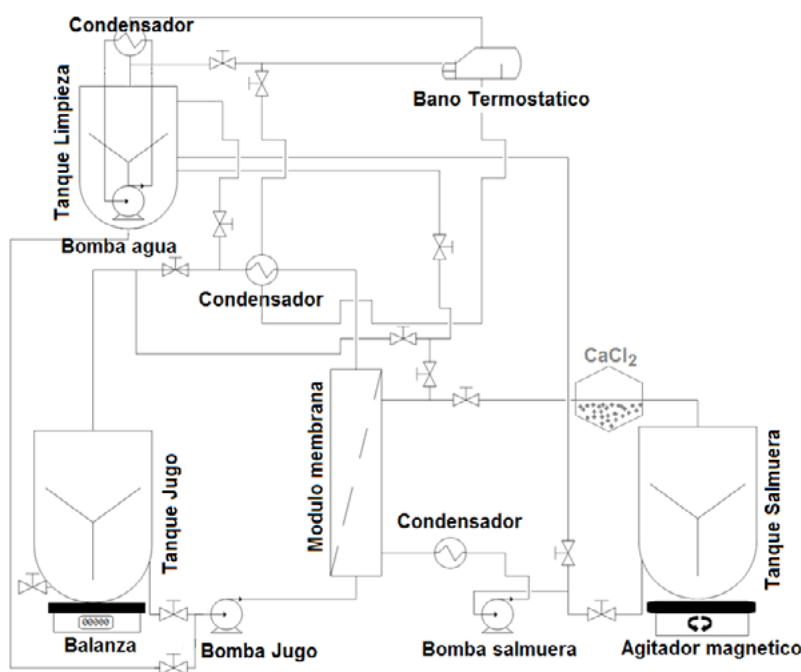 Condensador
Bano Termostatico
Tanque Limpieza
Bomba agua
Condensador
CaCl2
Tanque Jugo
Modulo membrana
Condensador
Tanque Salmuera
00000
Balanza
Bomba Jugo
Bomba salmuera
Agitador magnetico